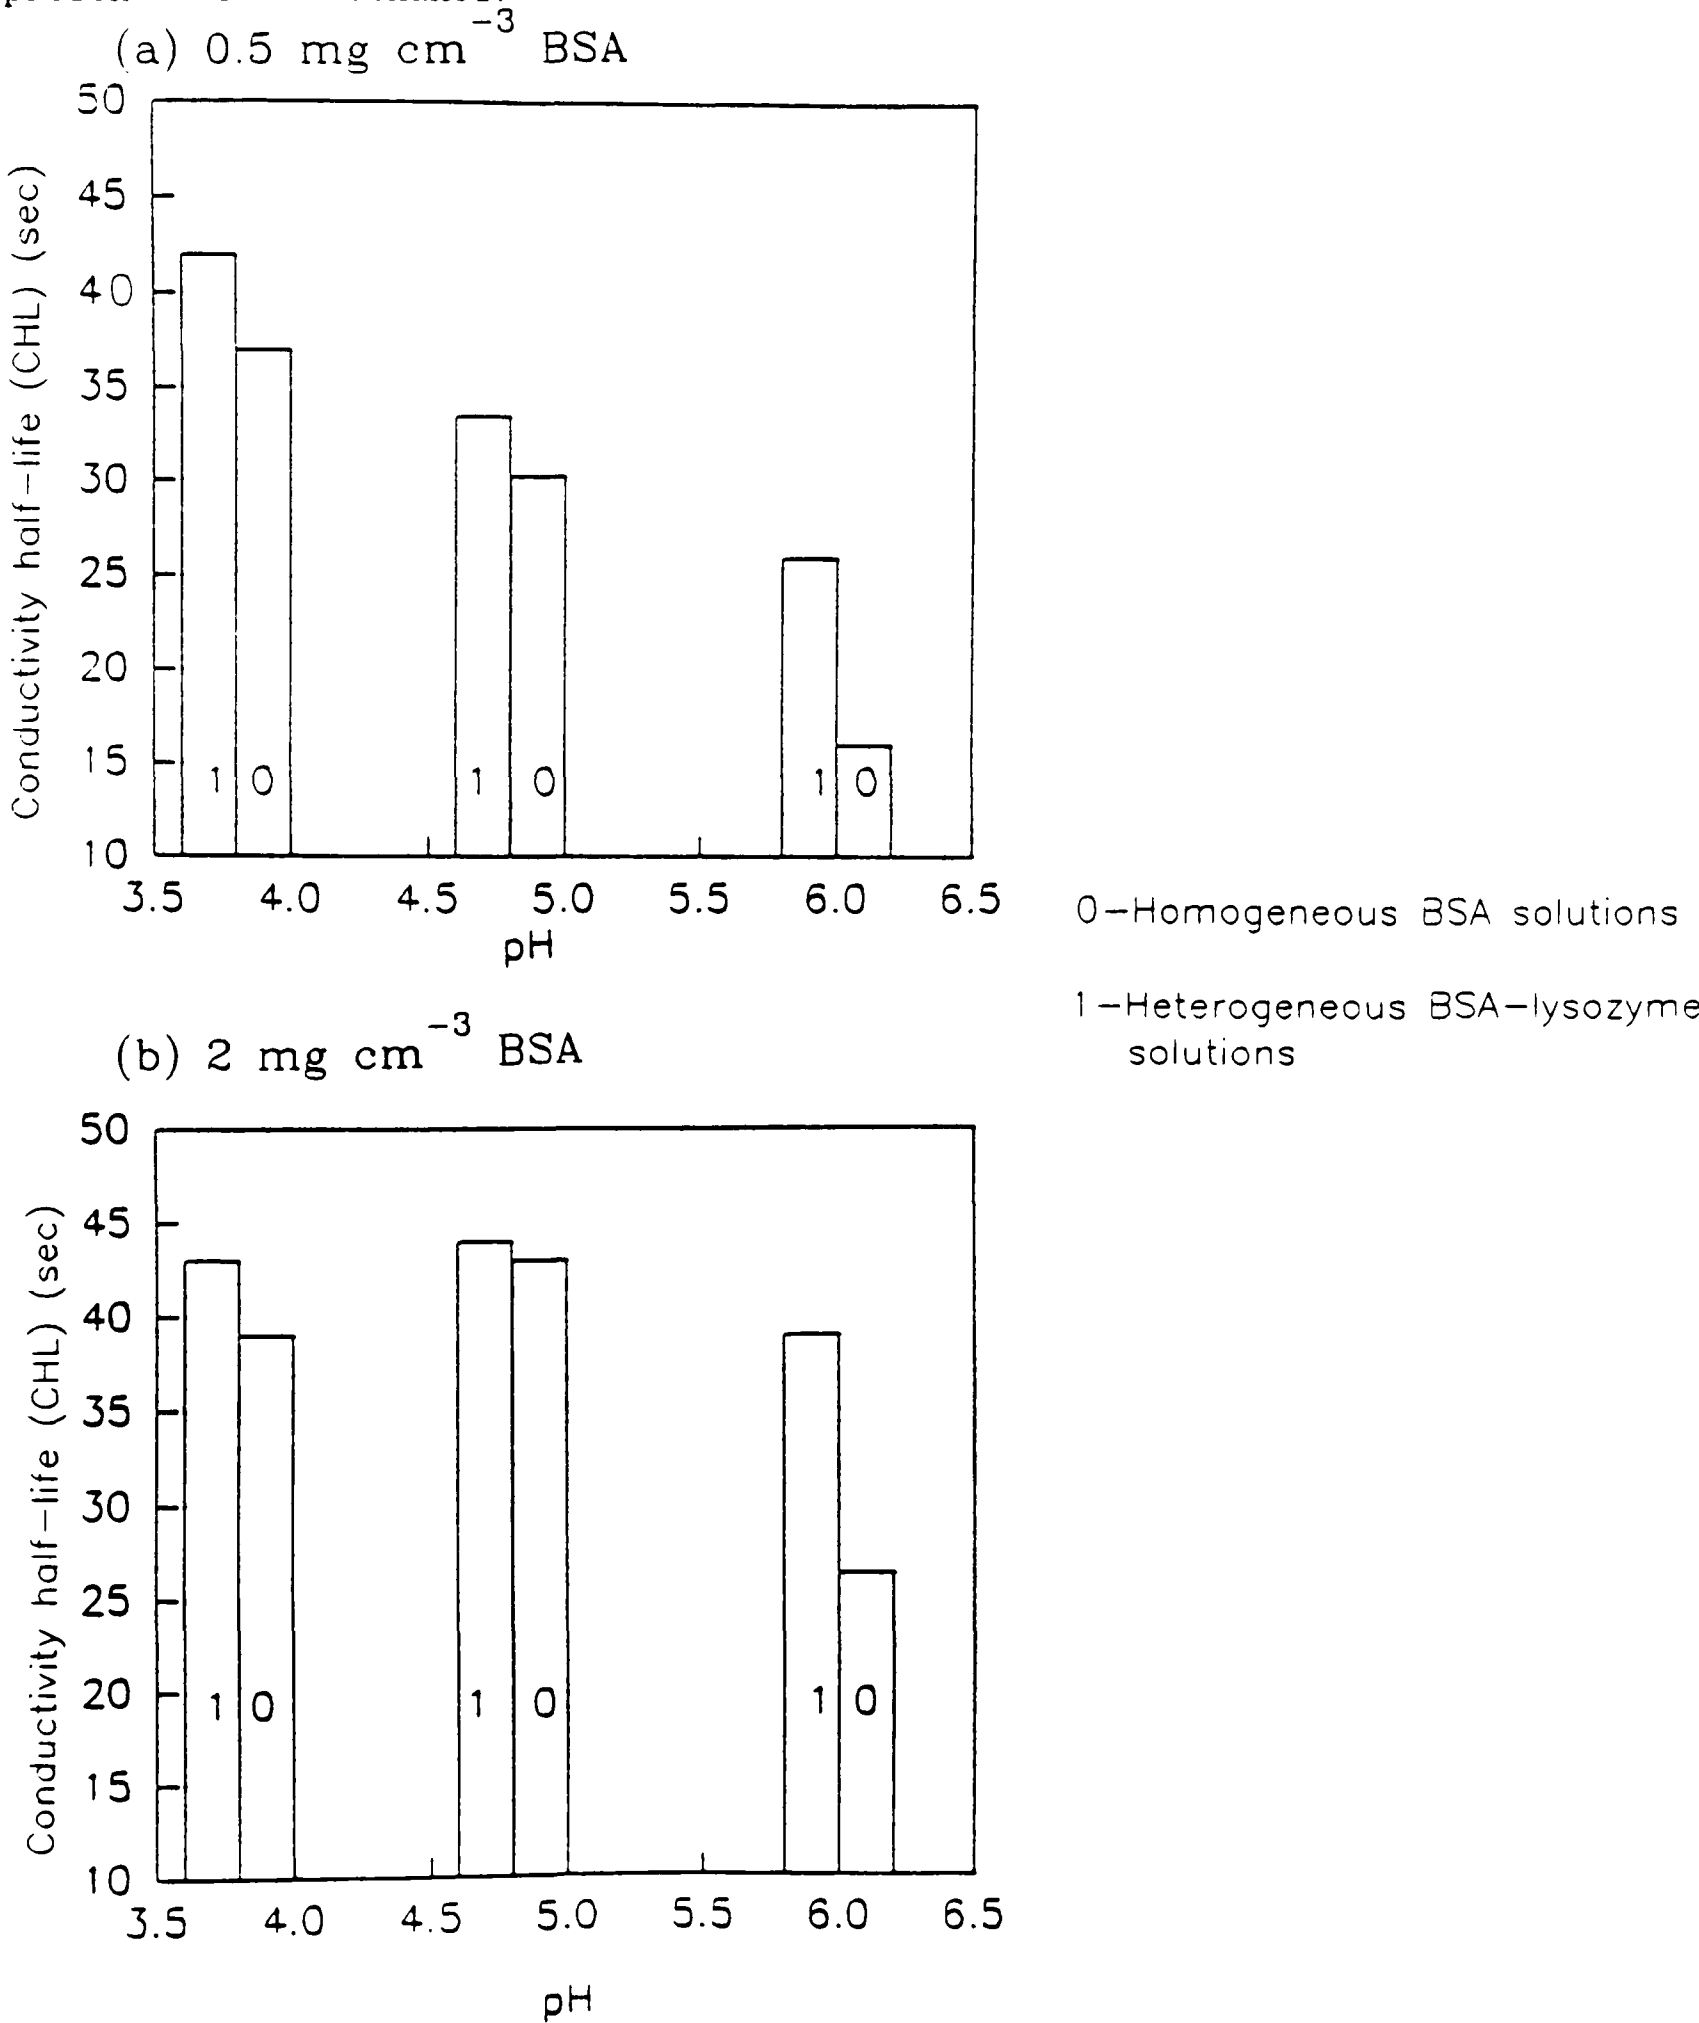 (a) 0.5 mg cm⁻³ BSA
Conductivity half-life (CHL) (sec)
50
45
40
35
30
25
20
15
10
1 0
1 0
1 0
3.5 4.0 4.5 5.0 5.5 6.0 6.5
pH
0-Homogeneous BSA solutions
1-Heterogeneous BSA-lysozyme
solutions
(b) 2 mg cm⁻³ BSA
Conductivity half-life (CHL) (sec)
50
45
40
35
30
25
20
15
10
1 0
1 0
1 0
3.5 4.0 4.5 5.0 5.5 6.0 6.5
pH